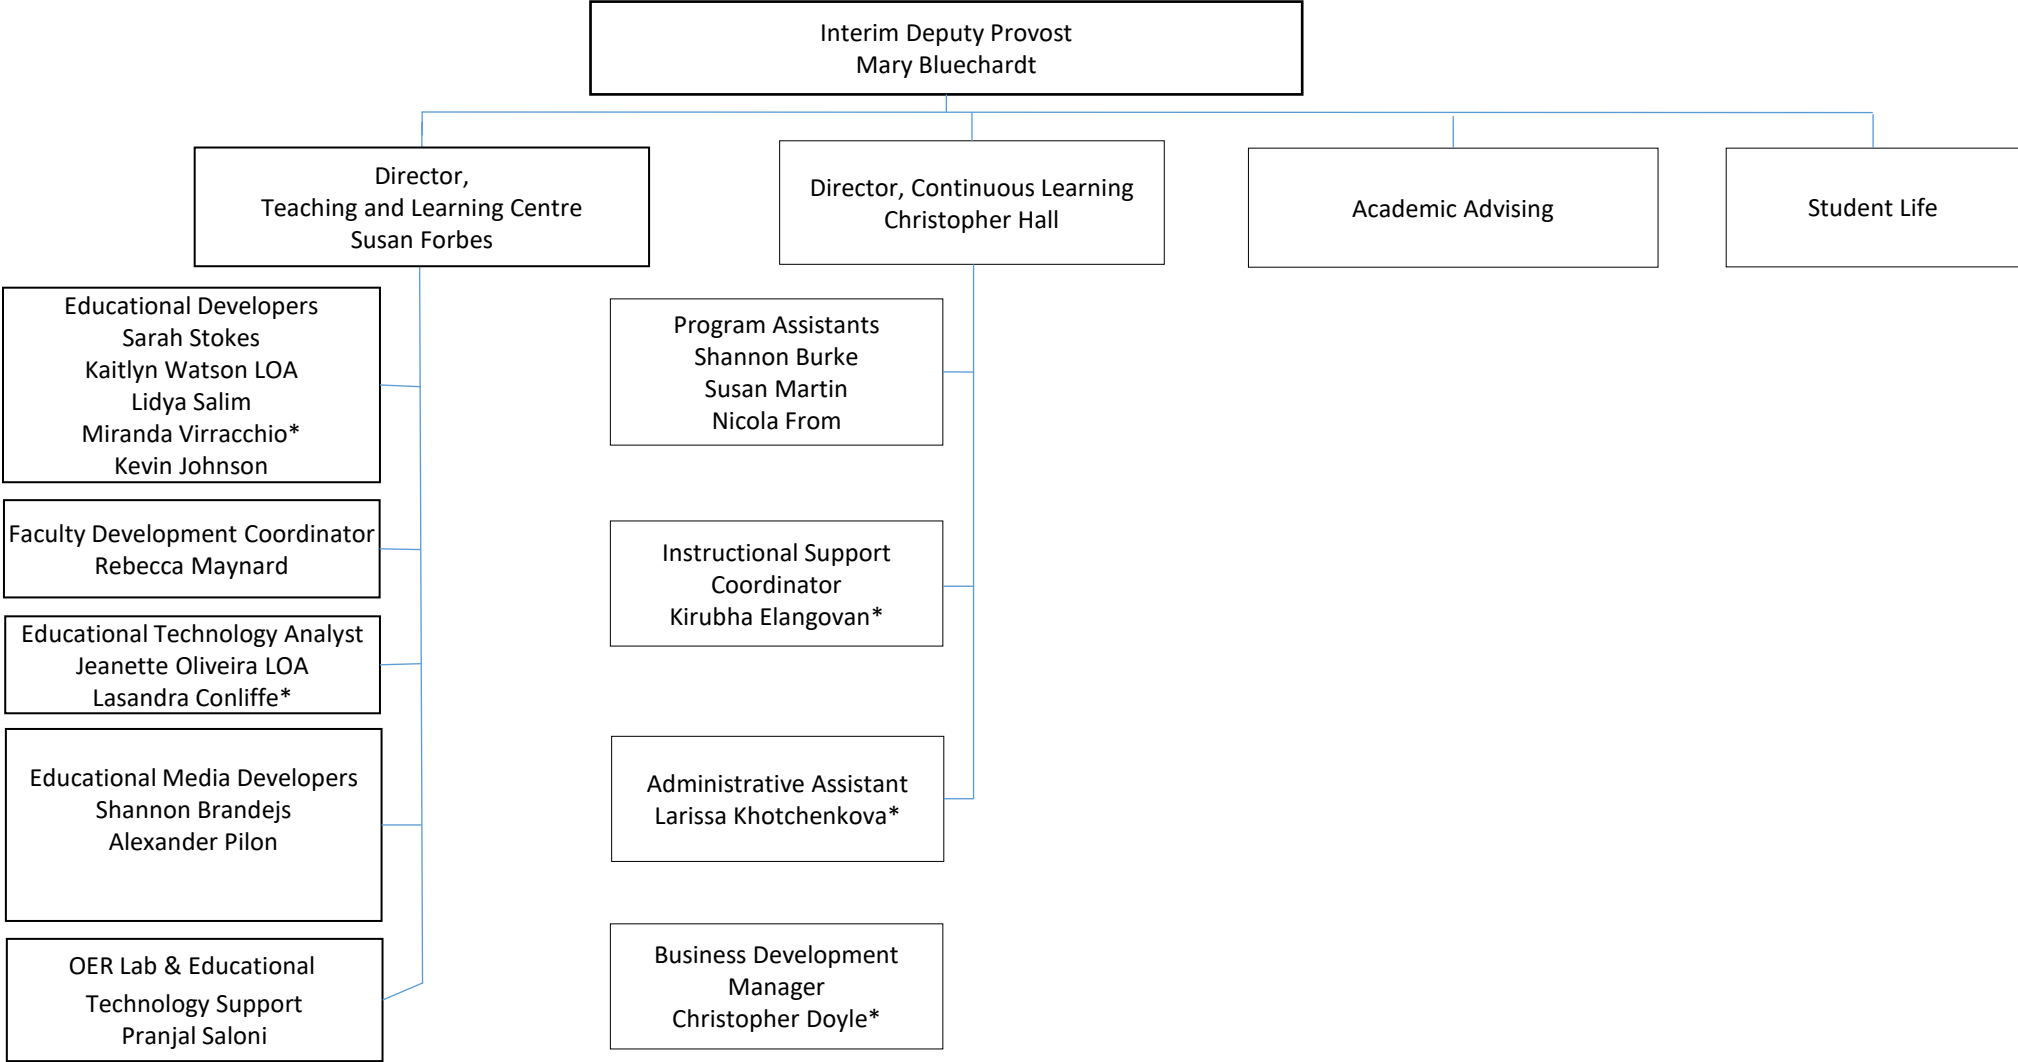 Interim Deputy Provost
Mary Bluechardt
Director,
Teaching and Learning Centre
Susan Forbes
Director, Continuous Learning
Christopher Hall
Academic Advising
Student Life
Educational Developers
Sarah Stokes
Kaitlyn Watson LOA
Lidya Salim
Miranda Virracchio*
Kevin Johnson
Faculty Development Coordinator
Rebecca Maynard
Educational Technology Analyst
Jeanette Oliveira LOA
Lasandra Conliffe*
Educational Media Developers
Shannon Brandejs
Alexander Pilon
OER Lab & Educational
Technology Support
Pranjal Saloni
Program Assistants
Shannon Burke
Susan Martin
Nicola From
Instructional Support
Coordinator
Kirubha Elangovan*
Administrative Assistant
Larissa Khotchenkova*
Business Development
Manager
Christopher Doyle*